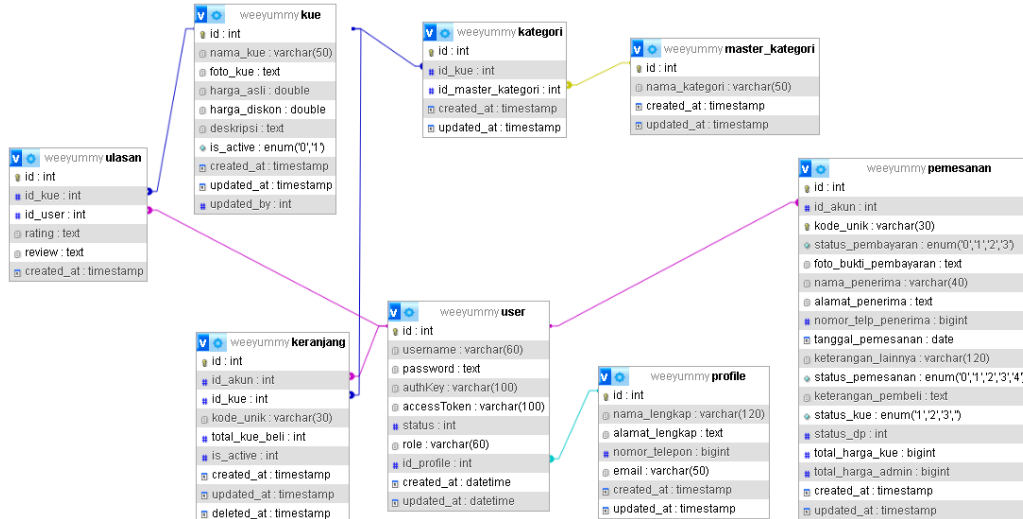 weeyummy kue
id : int
nama_kue : varchar(50)
foto_kue : text
harga_asli : double
harga_diskon : double
deskripsi : text
is_active : enum('0','1')
created_at : timestamp
updated_at : timestamp
updated_by : int
weeyummy kategori
id : int
id_kue : int
id_master_kategori : int
created_at : timestamp
updated_at : timestamp
weeyummy master_kategori
id : int
nama_kategori : varchar(50)
created_at : timestamp
updated_at : timestamp
weeyummy ulasan
id : int
id_kue : int
id_user : int
rating : text
review : text
created_at : timestamp
weeyummy pemesanan
id : int
id_akun : int
kode_unik : varchar(30)
status_pembayaran : enum('0','1','2','3')
foto_bukti_pembayaran : text
nama_penerima : varchar(40)
alamat_penerima : text
nomor_telp_penerima : bigint
tanggal_pemesanan : date
keterangan_lainnya : varchar(120)
status_pemesanan : enum('0','1','2','3','4'
keterangan_pembeli : text
status_kue : enum('1','2','3','')
status_dp : int
total_harga_kue : bigint
total_harga_admin : bigint
created_at : timestamp
updated_at : timestamp
weeyummy user
id : int
username : varchar(60)
password : text
authKey : varchar(100)
accessToken : varchar(100)
status : int
role : varchar(60)
id_profile : int
created_at : datetime
updated_at : datetime
weeyummy keranjang
id : int
id_akun : int
id_kue : int
kode_unik : varchar(30)
total_kue_beli : int
is_active : int
created_at : timestamp
updated_at : timestamp
deleted_at : timestamp
weeyummy profile
id : int
nama_lengkap : varchar(120)
alamat_lengkap : text
nomor_telepon : bigint
email : varchar(50)
created_at : timestamp
updated_at : timestamp